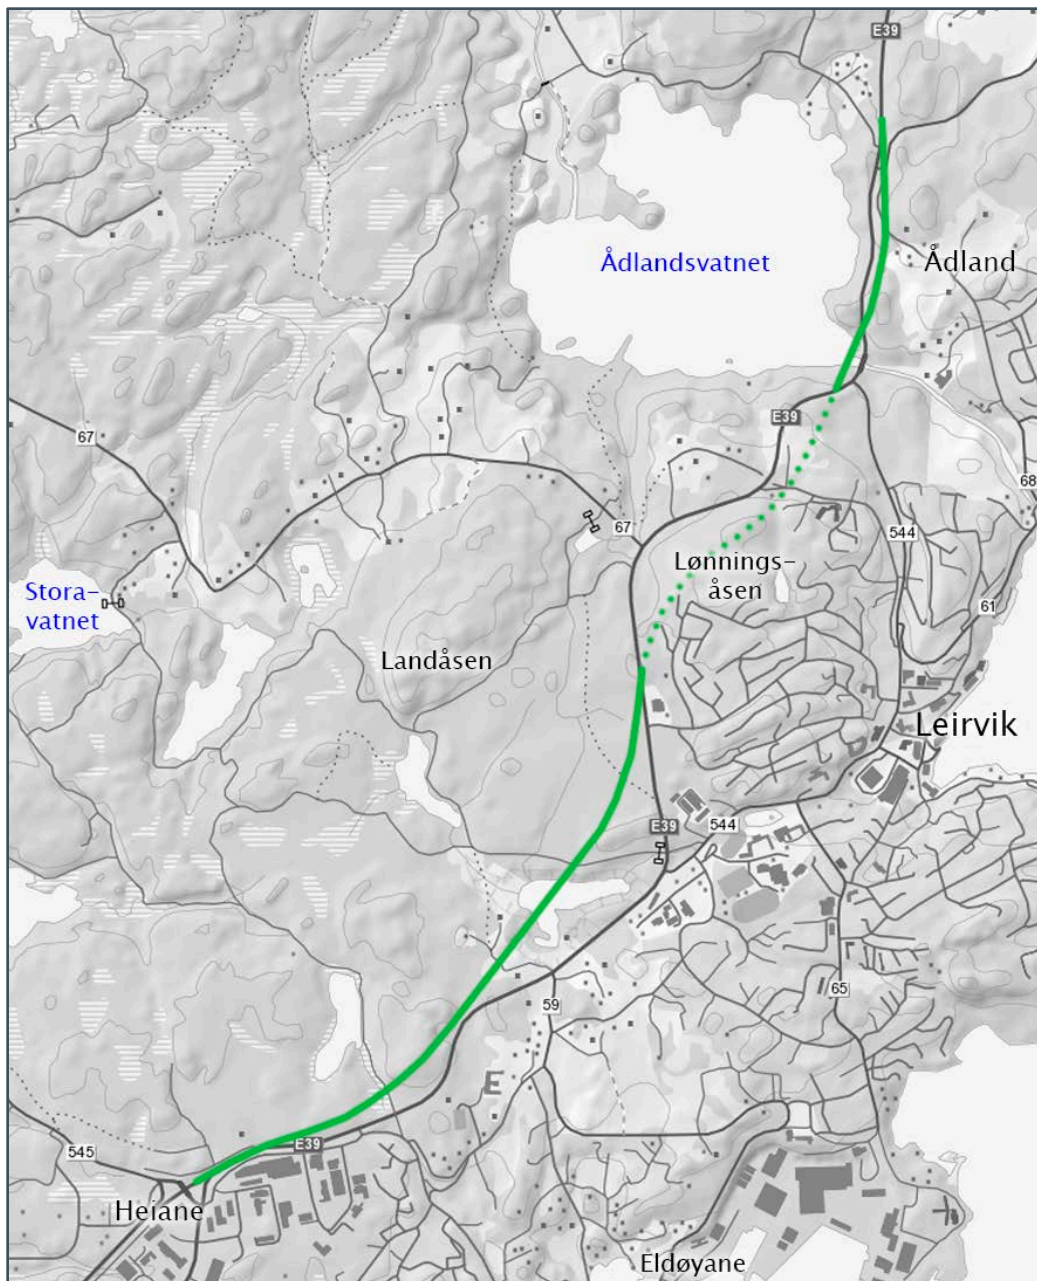 E39
Ådlandsvatnet
Ådland
E39
67
68
67
544
Lønnings-
åsen
Stora-
vatnet
61
Landåsen
Leirvik
E39
544
65
59
E39
545
Heiane
Eldøyane